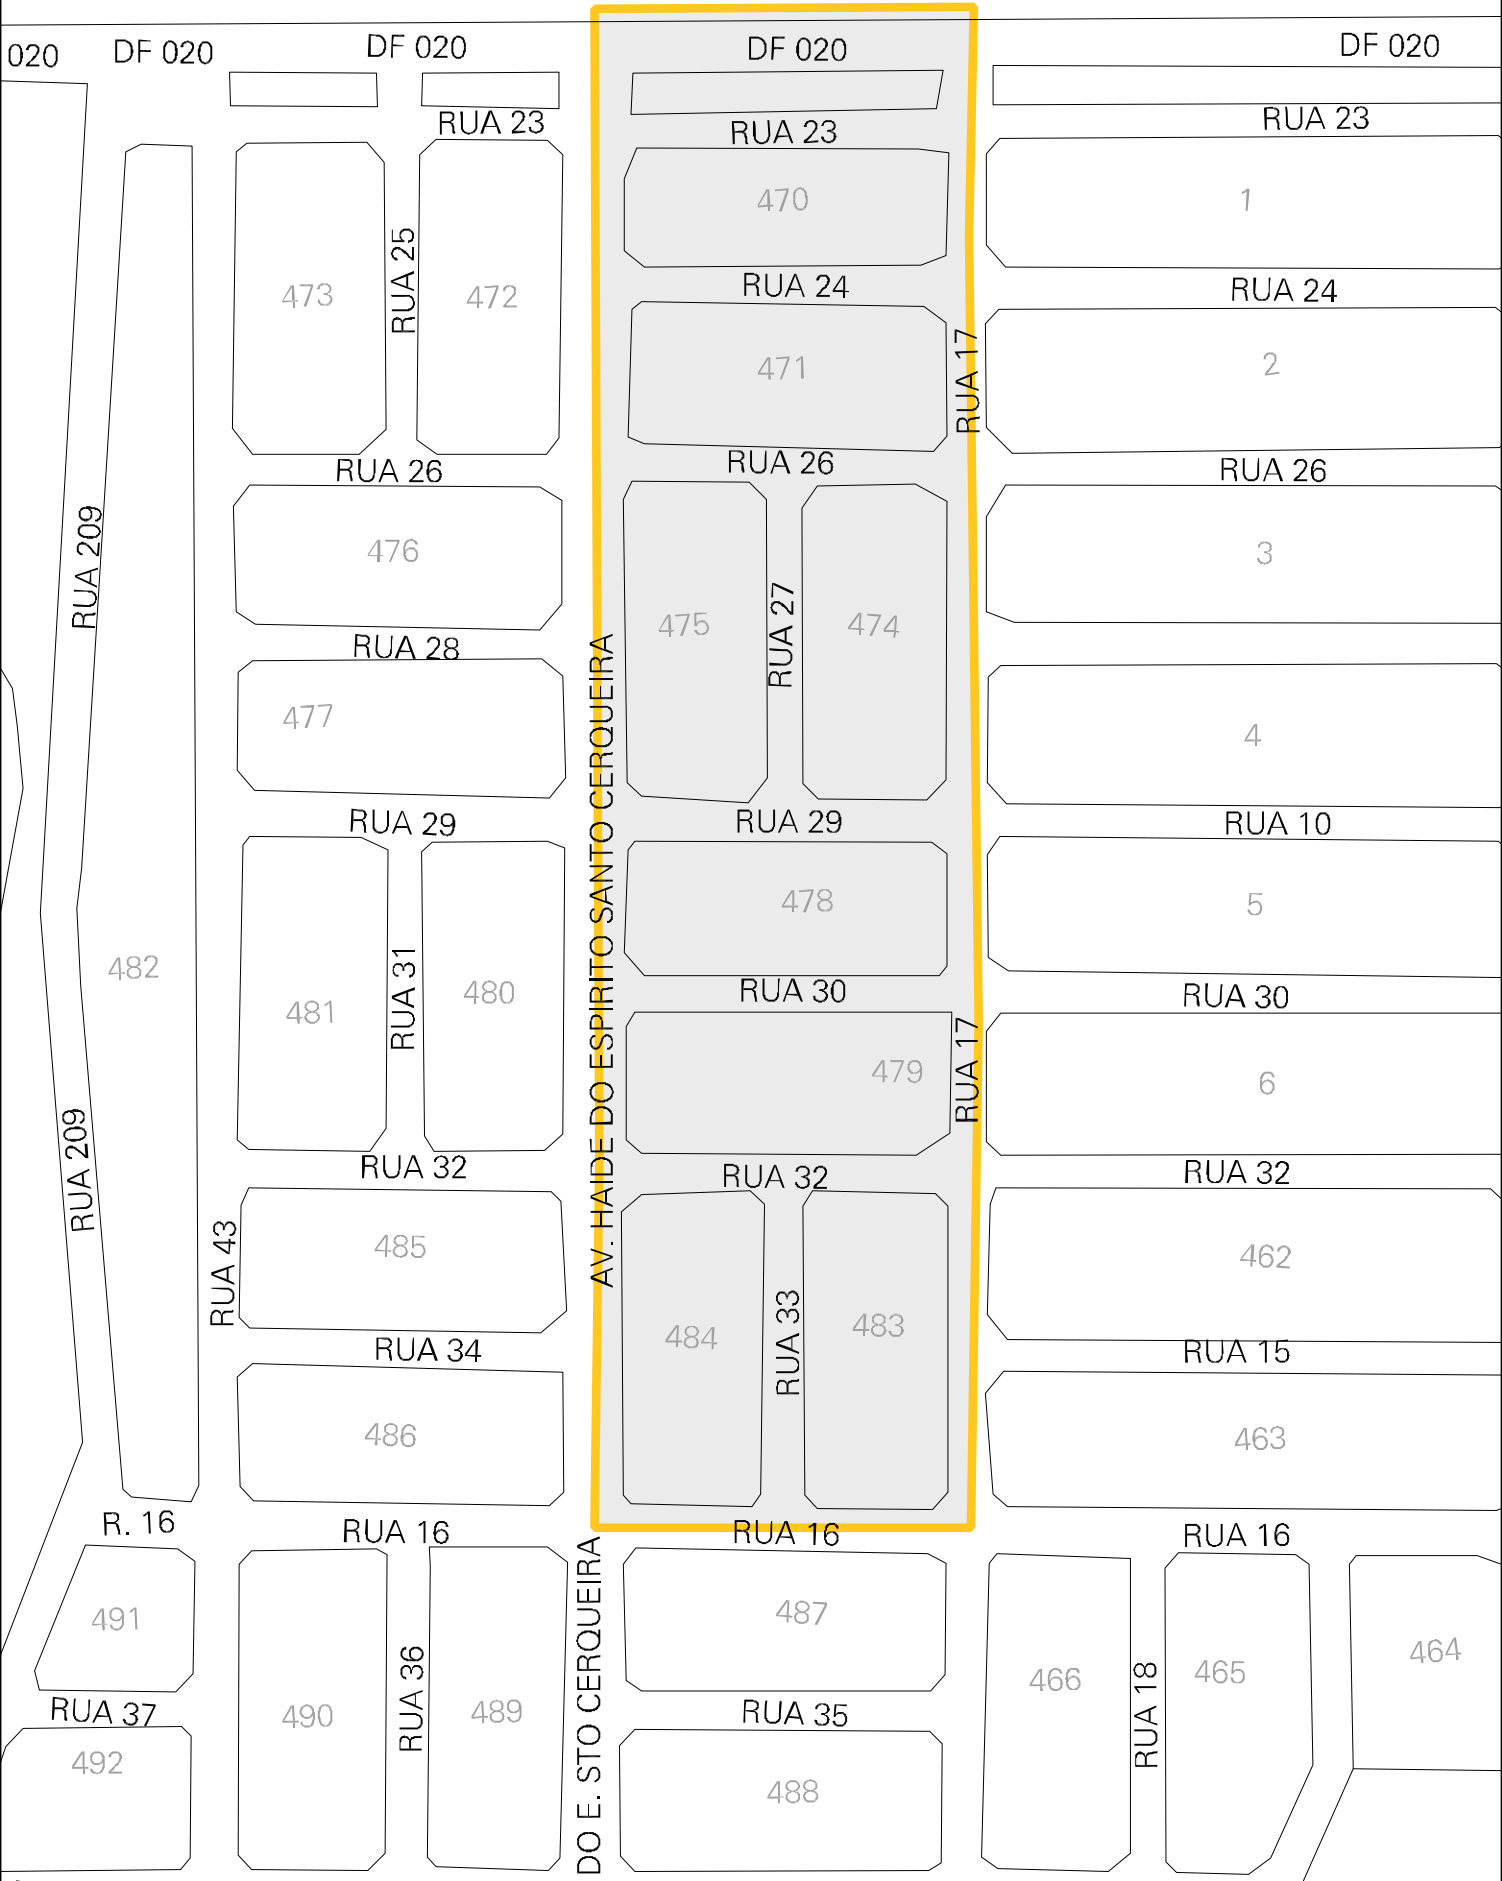 020
DF 020
DF 020
DF 020
DF 020
RUA 23
RUA 23
RUA 23
470
1
RUA 25
473
472
RUA 24
RUA 24
471
RUA 17
2
RUA 26
RUA 26
RUA 26
RUA 209
476
3
475
RUA 27
474
RUA 28
477
4
AV. HAIDE DO ESPIRITO SANTO CERQUEIRA
RUA 29
RUA 29
RUA 10
478
5
482
481
RUA 31
480
RUA 30
RUA 30
479
RUA 17
6
RUA 209
RUA 32
RUA 32
RUA 32
RUA 43
485
462
484
RUA 33
483
RUA 34
RUA 15
486
463
R. 16
RUA 16
RUA 16
RUA 16
491
487
RUA 36
DO E. STO CERQUEIRA
466
RUA 18
465
464
RUA 37
490
489
RUA 35
492
488